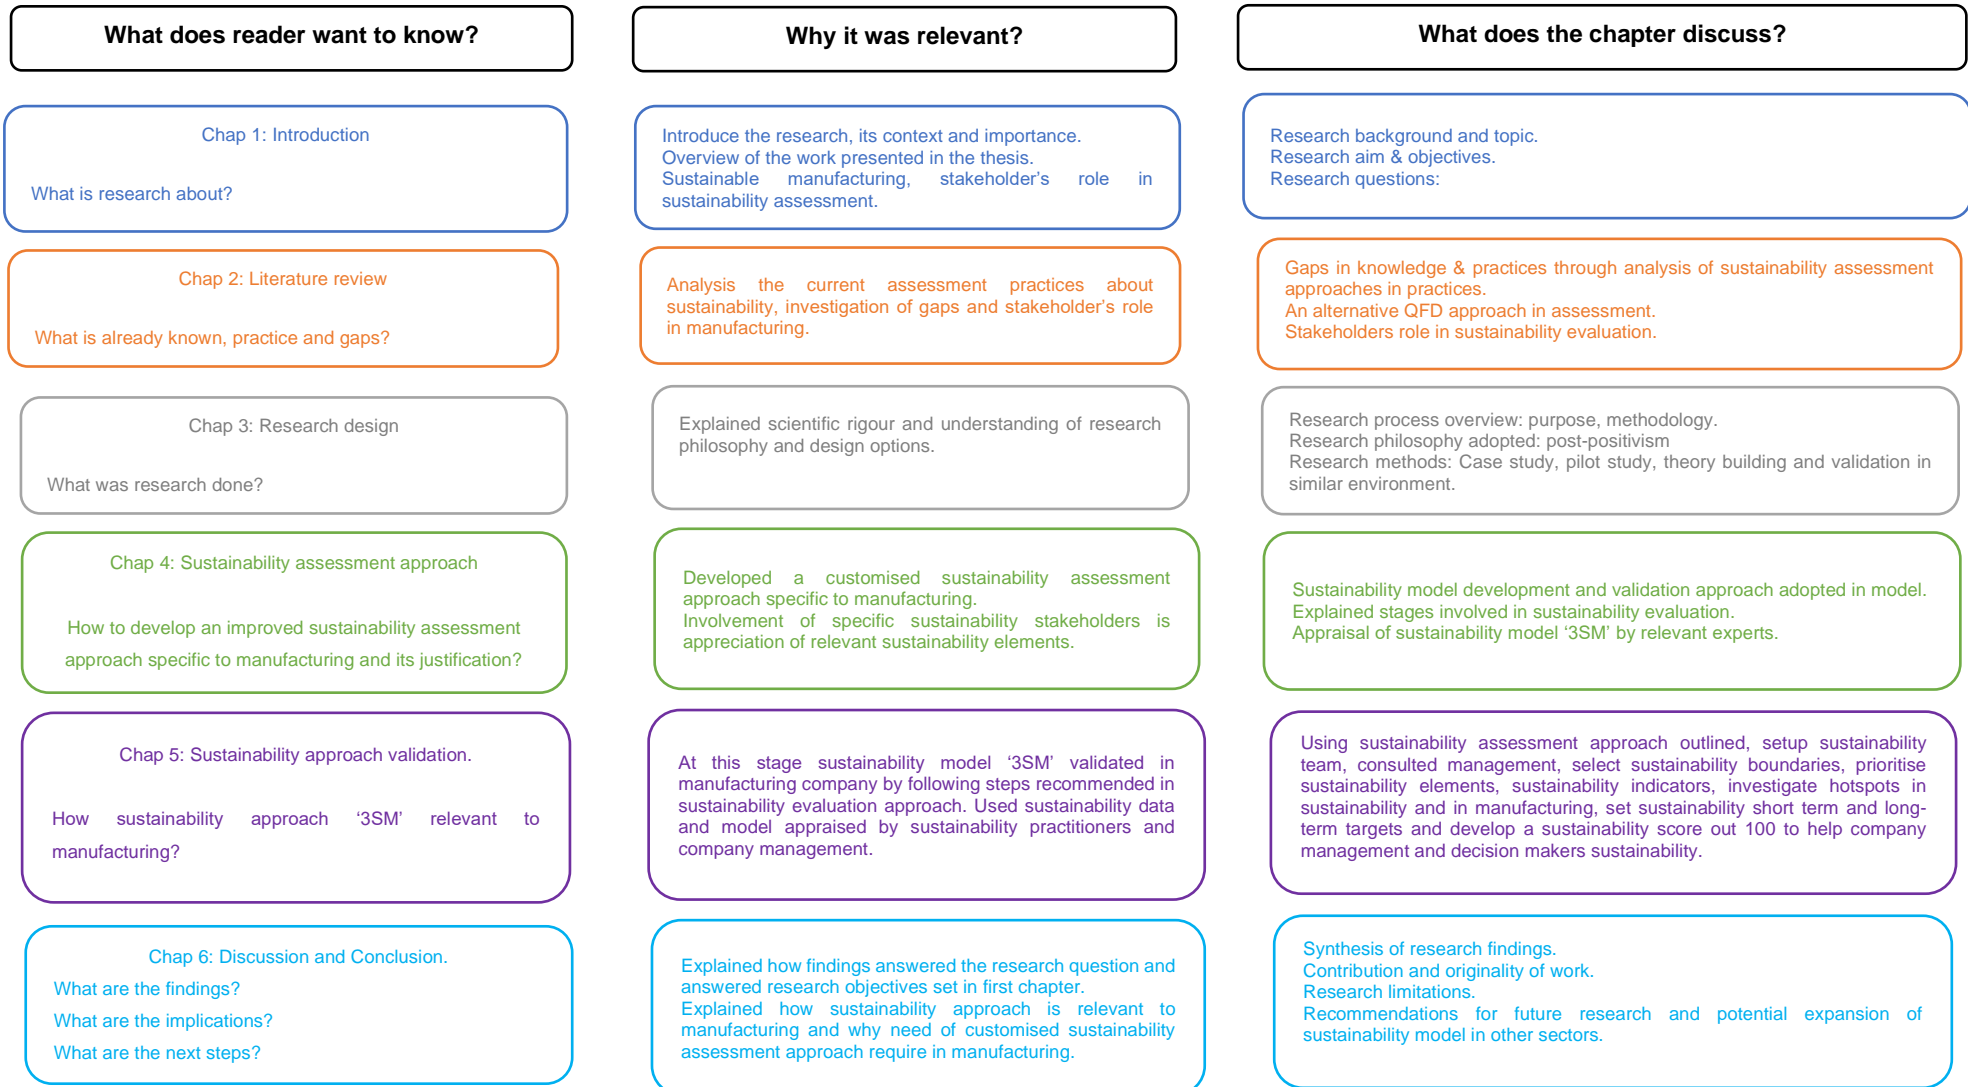 What does reader want to know?
Why it was relevant?
What does the chapter discuss?
Chap 1: Introduction
What is research about?
Introduce the research, its context and importance.
Overview of the work presented in the thesis.
Sustainable manufacturing, stakeholder’s role in
sustainability assessment.
Research background and topic.
Research aim & objectives.
Research questions:
Chap 2: Literature review
What is already known, practice and gaps?
Analysis the current assessment practices about
sustainability, investigation of gaps and stakeholder’s role
in manufacturing.
Gaps in knowledge & practices through analysis of sustainability assessment
approaches in practices.
An alternative QFD approach in assessment.
Stakeholders role in sustainability evaluation.
Chap 3: Research design
What was research done?
Explained scientific rigour and understanding of research
philosophy and design options.
Research process overview: purpose, methodology.
Research philosophy adopted: post-positivism
Research methods: Case study, pilot study, theory building and validation in
similar environment.
Chap 4: Sustainability assessment approach
How to develop an improved sustainability assessment
approach specific to manufacturing and its justification?
Developed a customised sustainability assessment
approach specific to manufacturing.
Involvement of specific sustainability stakeholders is
appreciation of relevant sustainability elements.
Sustainability model development and validation approach adopted in model.
Explained stages involved in sustainability evaluation.
Appraisal of sustainability model ‘3SM’ by relevant experts.
Chap 5: Sustainability approach validation.
How sustainability approach ‘3SM’ relevant to
manufacturing?
At this stage sustainability model ‘3SM’ validated in
manufacturing company by following steps recommended in
sustainability evaluation approach. Used sustainability data
and model appraised by sustainability practitioners and
company management.
Using sustainability assessment approach outlined, setup sustainability
team, consulted management, select sustainability boundaries, prioritise
sustainability elements, sustainability indicators, investigate hotspots in
sustainability and in manufacturing, set sustainability short term and long-
term targets and develop a sustainability score out 100 to help company
management and decision makers sustainability.
Chap 6: Discussion and Conclusion.
What are the findings?
What are the implications?
What are the next steps?
Explained how findings answered the research question and
answered research objectives set in first chapter.
Explained how sustainability approach is relevant to
manufacturing and why need of customised sustainability
assessment approach require in manufacturing.
Synthesis of research findings.
Contribution and originality of work.
Research limitations.
Recommendations for future research and potential expansion of
sustainability model in other sectors.